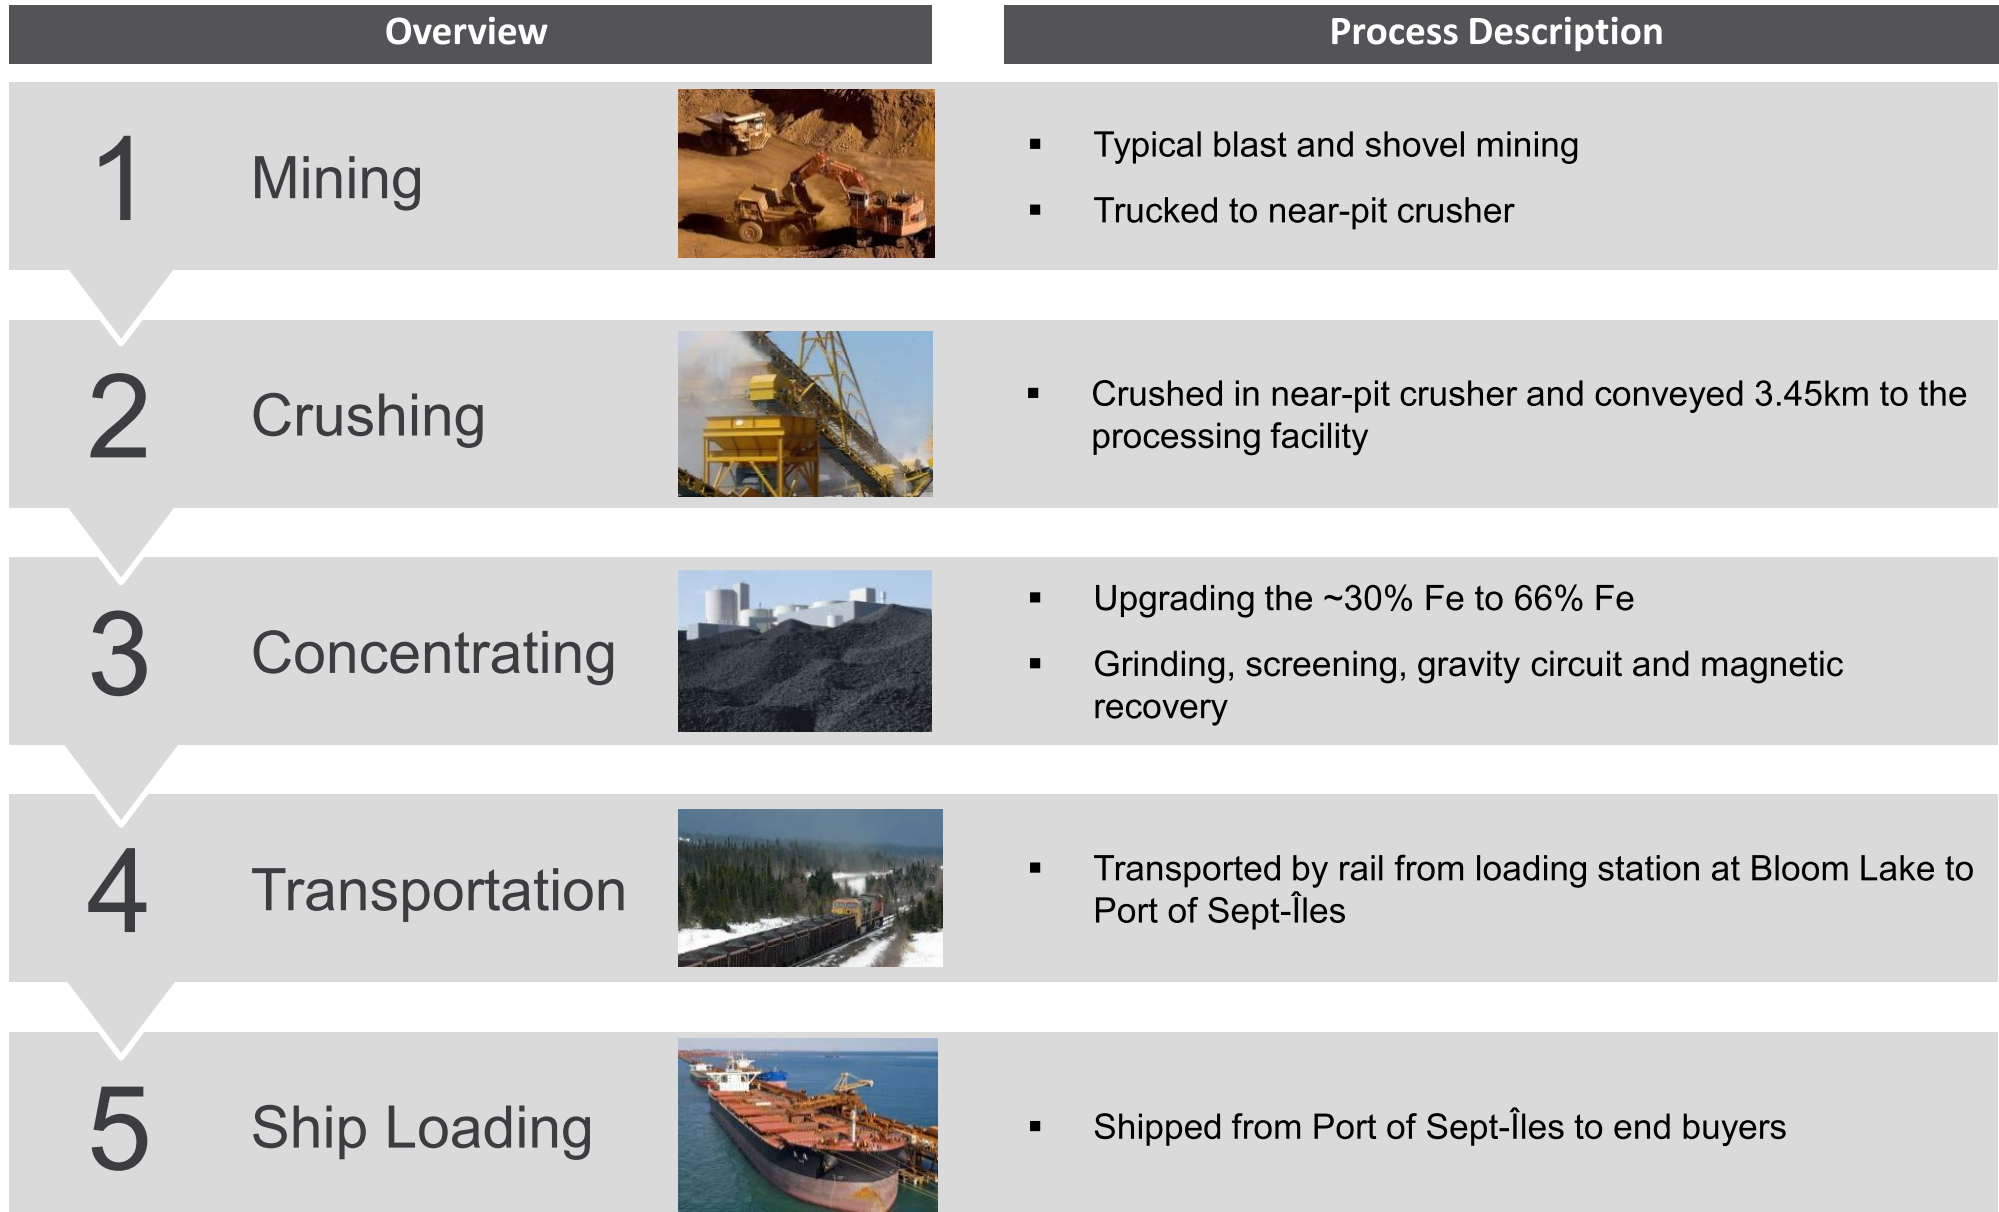 Overview
Process Description
1
Mining
▪ Typical blast and shovel mining
▪ Trucked to near-pit crusher
2
Crushing
▪ Crushed in near-pit crusher and conveyed 3.45km to the
processing facility
3
Concentrating
▪ Upgrading the ~30% Fe to 66% Fe
▪ Grinding, screening, gravity circuit and magnetic
recovery
4
Transportation
▪ Transported by rail from loading station at Bloom Lake to
Port of Sept-Îles
5
Ship Loading
▪ Shipped from Port of Sept-Îles to end buyers